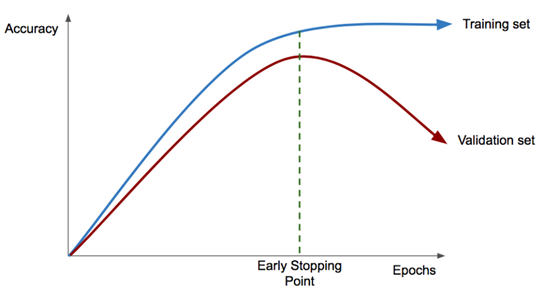 Accuracy
Training set
Validation set
Early Stopping
Point
Epochs